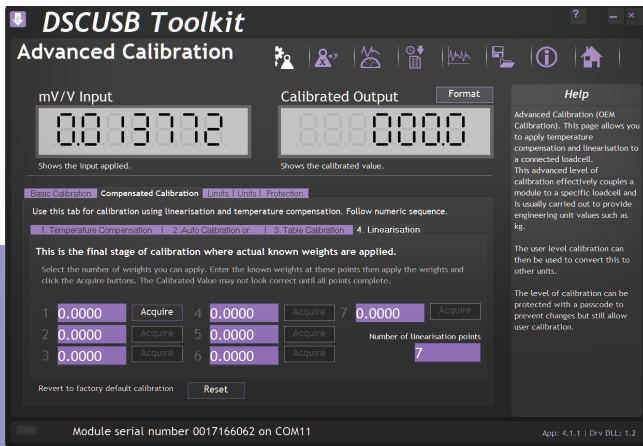 DSCUSB Toolkit
? – ×
Advanced Calibration
mV/V Input
Calibrated Output
Format
0.013772
000.0
Shows the input applied.
Shows the calibrated value.
Basic Calibration Compensated Calibration Limits | Units | Protection
Use this tab for calibration using linearisation and temperature compensation. Follow numeric sequence.
1. Temperature Compensation | 2. Auto Calibration or... | 3. Table Calibration 4. Linearisation
This is the final stage of calibration where actual known weights are applied.
Select the number of weights you can apply. Enter the known weights at these points then apply the weights and
click the Acquire buttons. The Calibrated Value may not look correct until all points complete.
1 0.0000 Acquire 4 0.0000 Acquire 7 0.0000 Acquire
2 0.0000 Acquire 5 0.0000 Acquire
3 0.0000 Acquire 6 0.0000 Acquire
Number of linearisation points
7
Revert to factory default calibration Reset
Help
Advanced Calibration (OEM
Calibration). This page allows you
to apply temperature
compensation and linearisation to
a connected loadcell.
This advanced level of
calibration effectively couples a
module to a specific loadcell and
is usually carried out to provide
engineering unit values such as
kg.
The user level calibration can
then be used to convert this to
other units.
The level of calibration can be
protected with a passcode to
prevent changes but still allow
user calibration.
Module serial number 0017166062 on COM11
App: 4.1.1 | Drv DLL: 1.2